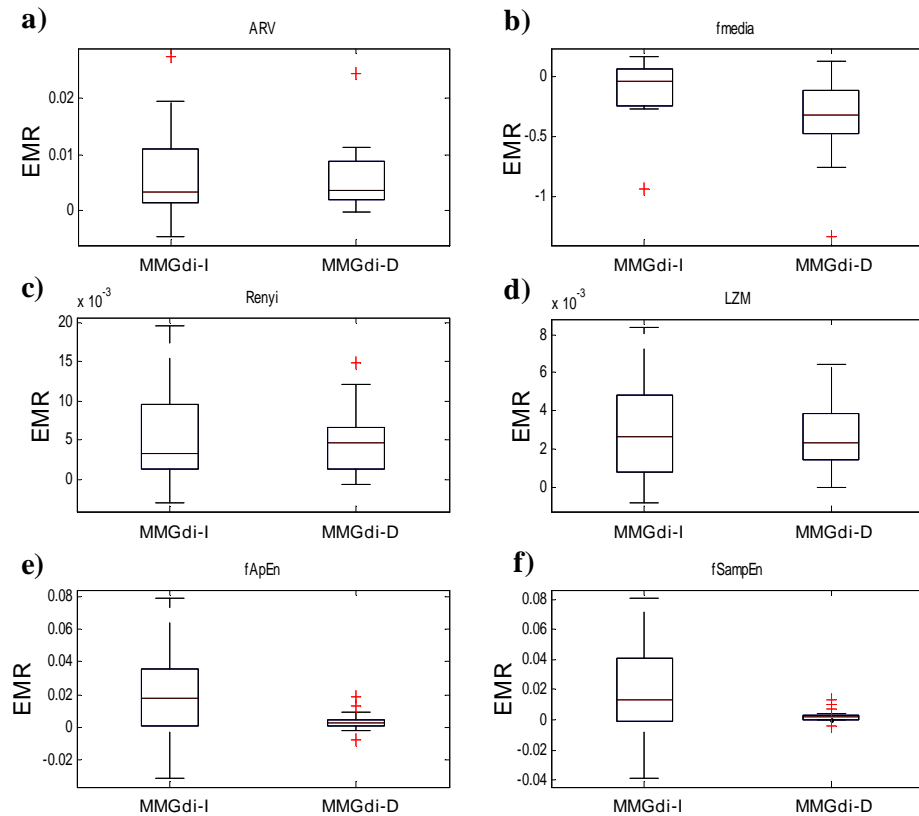 a)
ARV
EMR
0.02
0.01
0
MMGdi-I
MMGdi-D
b)
fmedia
EMR
0
-0.5
-1
MMGdi-I
MMGdi-D
c)
x 10⁻³
Renyi
EMR
20
15
10
5
0
MMGdi-I
MMGdi-D
d)
x 10⁻³
LZM
EMR
8
6
4
2
0
MMGdi-I
MMGdi-D
e)
fApEn
EMR
0.08
0.06
0.04
0.02
0
-0.02
MMGdi-I
MMGdi-D
f)
fSampEn
EMR
0.08
0.06
0.04
0.02
0
-0.02
-0.04
MMGdi-I
MMGdi-D